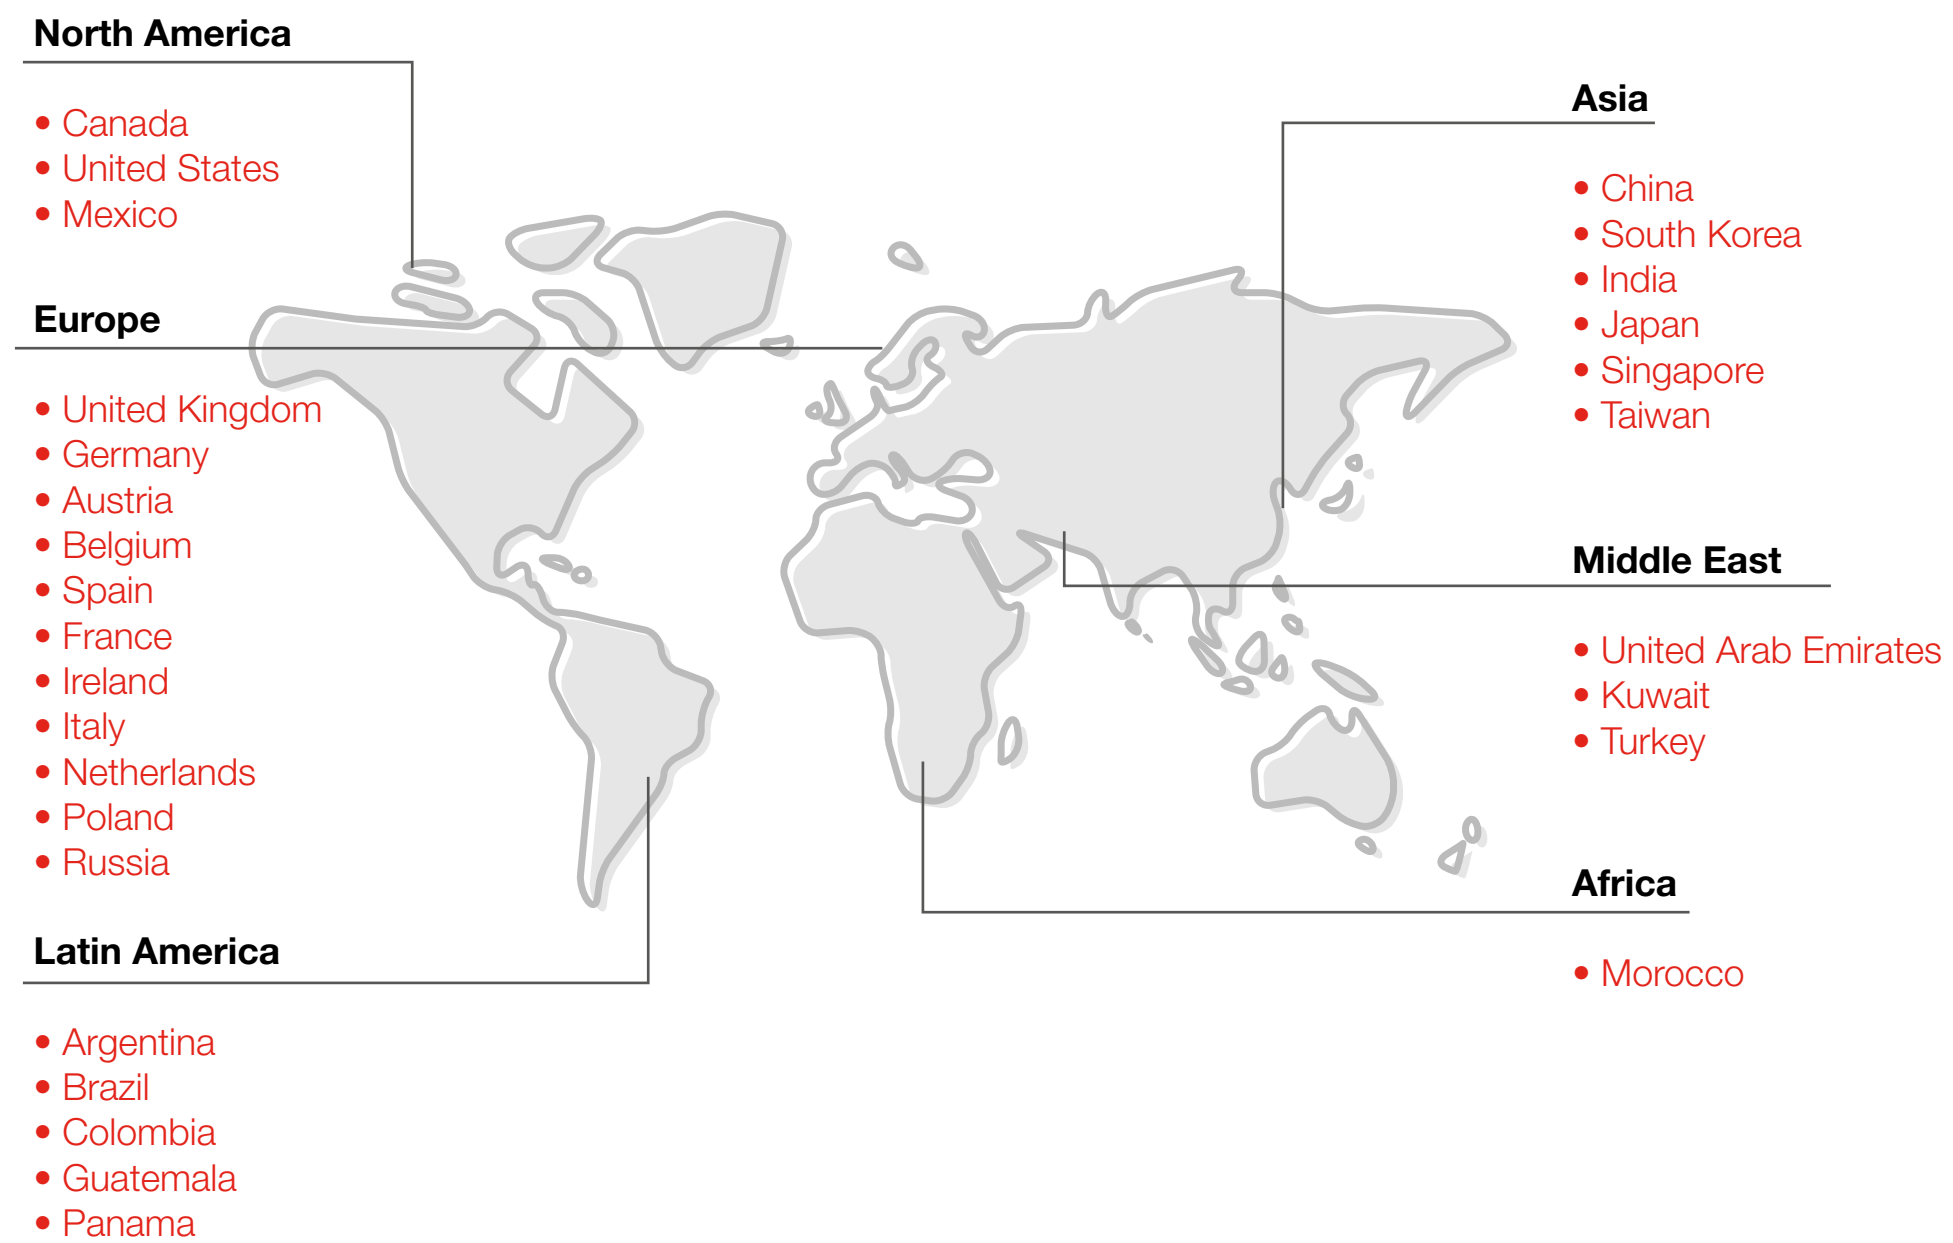 North America
• Canada
• United States
• Mexico
Europe
• United Kingdom
• Germany
• Austria
• Belgium
• Spain
• France
• Ireland
• Italy
• Netherlands
• Poland
• Russia
Latin America
• Argentina
• Brazil
• Colombia
• Guatemala
• Panama
Asia
• China
• South Korea
• India
• Japan
• Singapore
• Taiwan
Middle East
• United Arab Emirates
• Kuwait
• Turkey
Africa
• Morocco